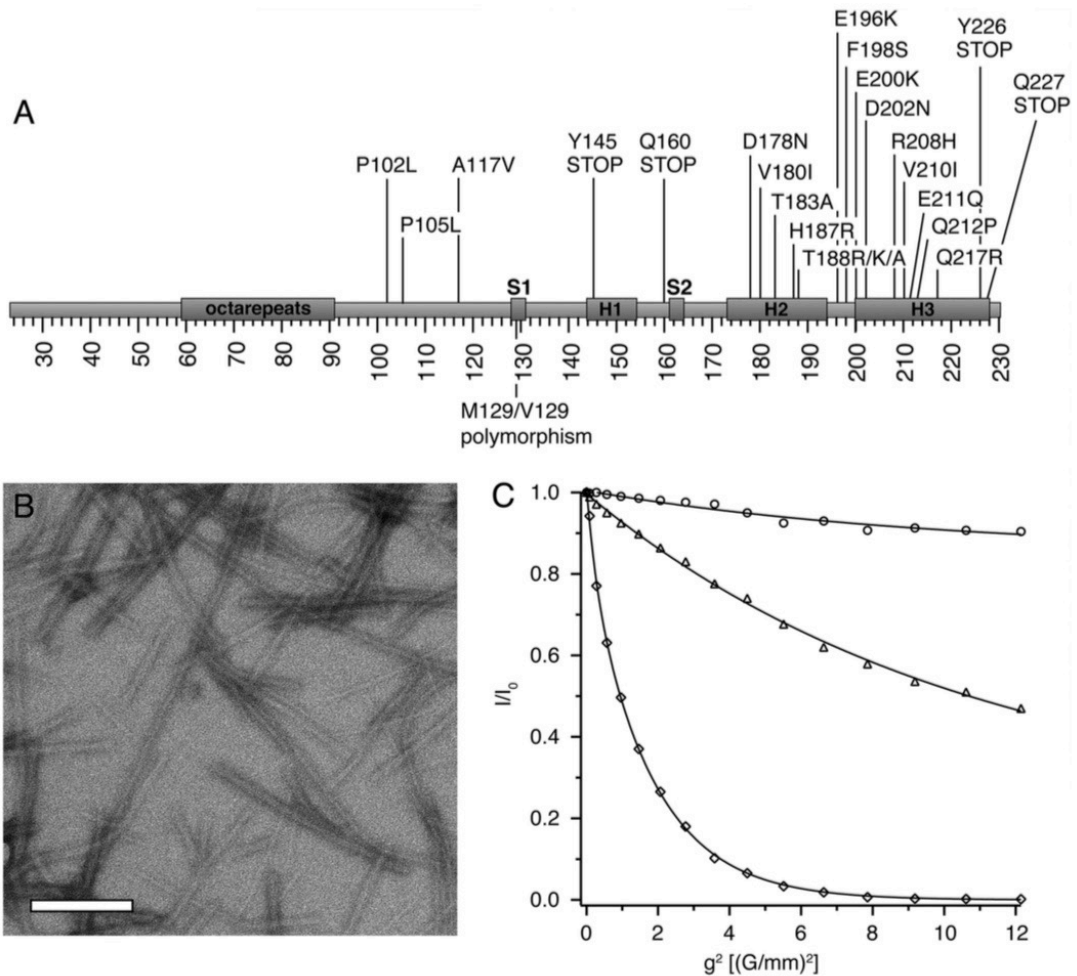 A
E196K
F198S
E200K
D202N
Y226
STOP
Q227
STOP
P102L
A117V
P105L
Y145
STOP
Q160
STOP
D178N
V180I
T183A
H187R
T188R/K/A
R208H
V210I
E211Q
Q212P
Q217R
octarepeats
S1
H1
S2
H2
H3
30 40 50 60 70 80 90 100 110 120 130 140 150 160 170 180 190 200 210 220 230
M129/V129
polymorphism
B
C
1.0
0.8
0.6
0.4
0.2
0.0
I/I₀
0 2 4 6 8 10 12
g² [(G/mm)²]